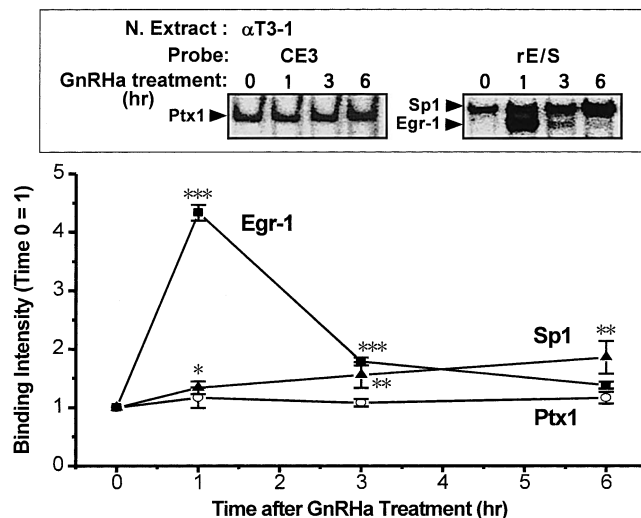 N. Extract : αT3-1
Probe: CE3 rE/S
GnRHa treatment: 0 1 3 6 0 1 3 6
(hr)
Ptx1
Sp1
Egr-1
Binding Intensity (Time 0 = 1)
5
4
3
2
1
0
***
Egr-1
*
***
**
Sp1
**
Ptx1
0 1 2 3 4 5 6
Time after GnRHa Treatment (hr)